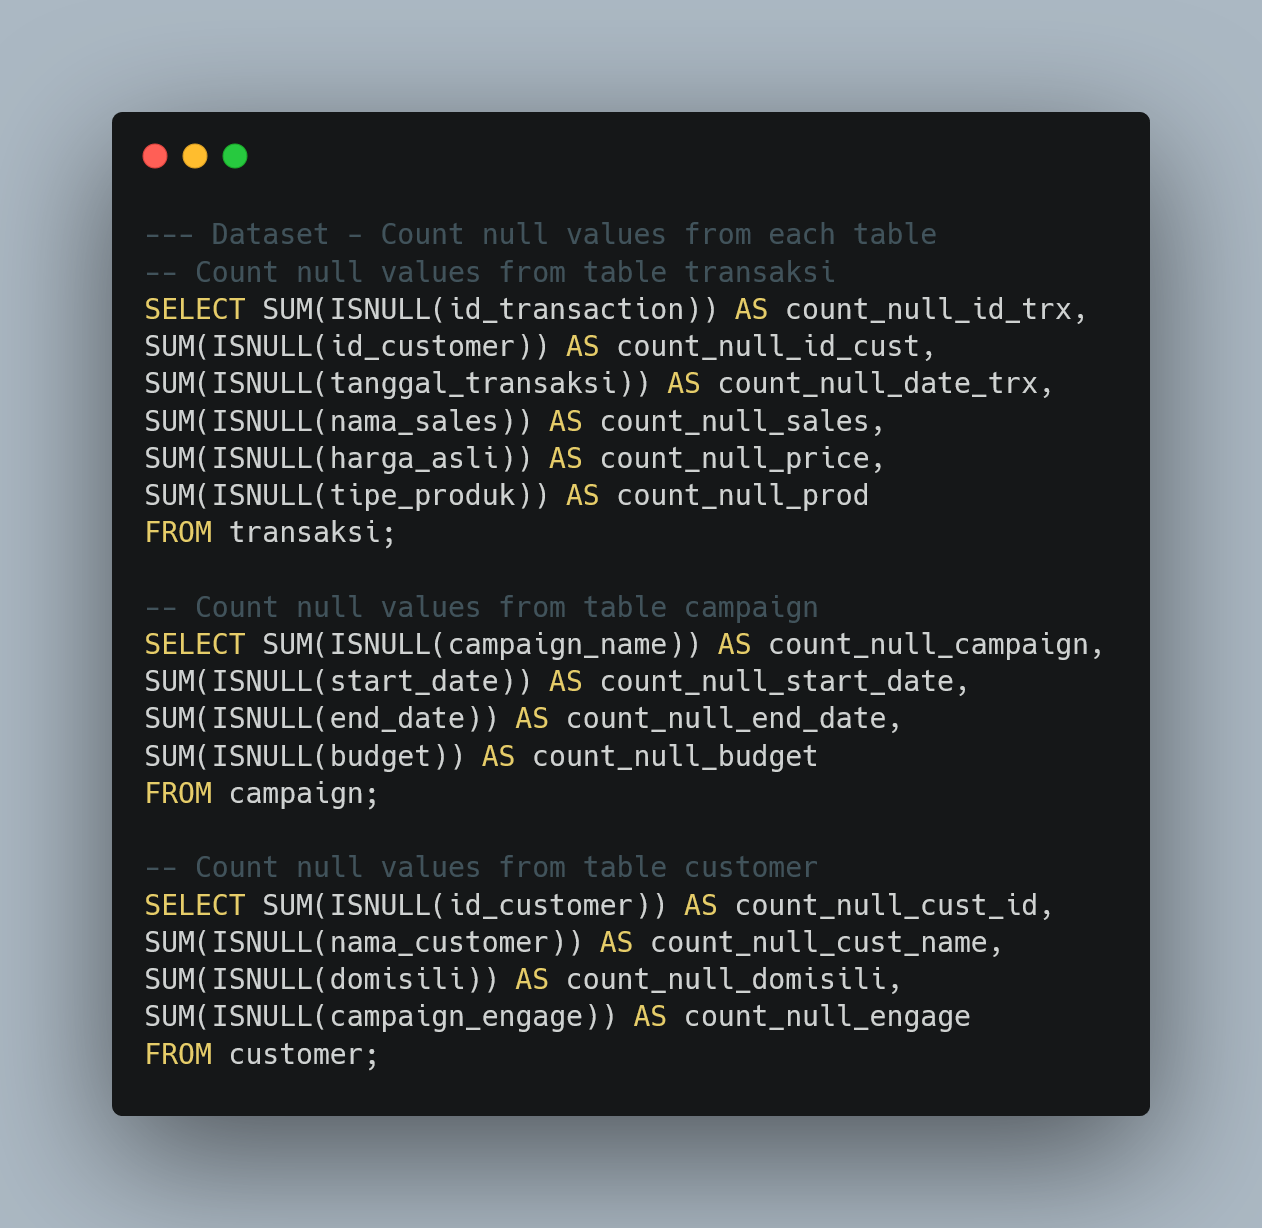 --- Dataset - Count null values from each table
-- Count null values from table transaksi
SELECT SUM(ISNULL(id_transaction)) AS count_null_id_trx,
SUM(ISNULL(id_customer)) AS count_null_id_cust,
SUM(ISNULL(tanggal_transaksi)) AS count_null_date_trx,
SUM(ISNULL(nama_sales)) AS count_null_sales,
SUM(ISNULL(harga_asli)) AS count_null_price,
SUM(ISNULL(tipe_produk)) AS count_null_prod
FROM transaksi;

-- Count null values from table campaign
SELECT SUM(ISNULL(campaign_name)) AS count_null_campaign,
SUM(ISNULL(start_date)) AS count_null_start_date,
SUM(ISNULL(end_date)) AS count_null_end_date,
SUM(ISNULL(budget)) AS count_null_budget
FROM campaign;

-- Count null values from table customer
SELECT SUM(ISNULL(id_customer)) AS count_null_cust_id,
SUM(ISNULL(nama_customer)) AS count_null_cust_name,
SUM(ISNULL(domisili)) AS count_null_domisili,
SUM(ISNULL(campaign_engage)) AS count_null_engage
FROM customer;